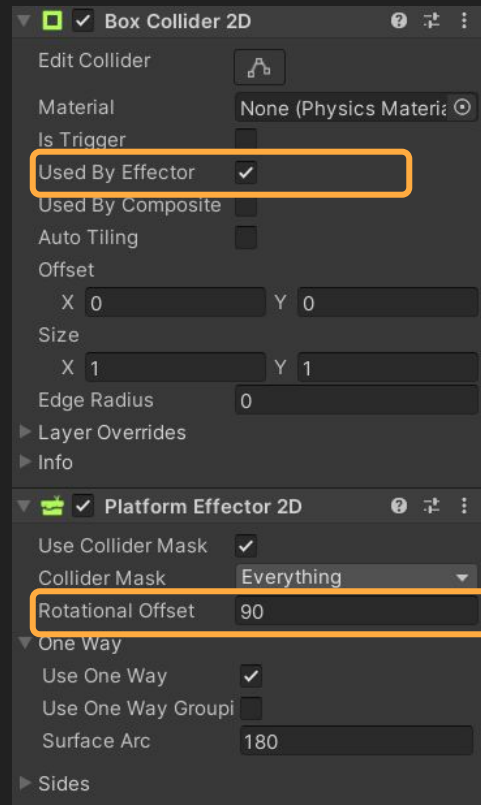 Box Collider 2D
Edit Collider
Material None (Physics Materia
Is Trigger
Used By Effector
Used By Composite
Auto Tiling
Offset
X 0 Y 0
Size
X 1 Y 1
Edge Radius 0
Layer Overrides
Info
Platform Effector 2D
Use Collider Mask
Collider Mask Everything
Rotational Offset 90
One Way
Use One Way
Use One Way Groupi
Surface Arc 180
Sides